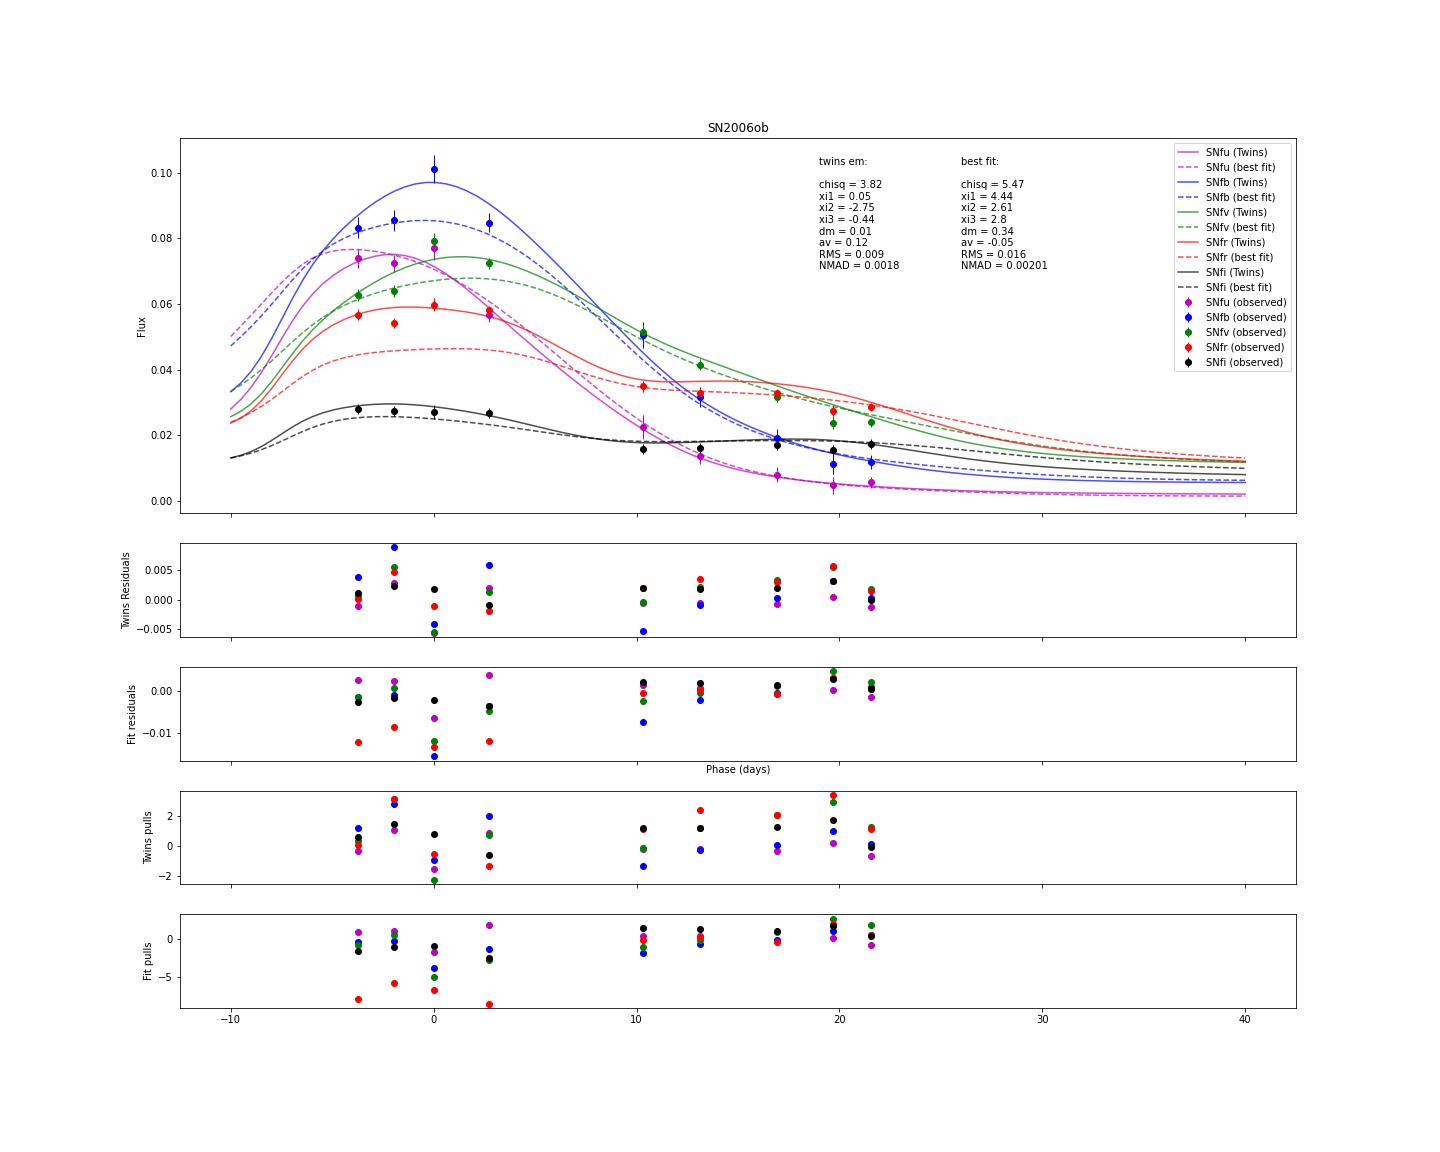 SN2006ob
Flux
0.10
0.08
0.06
0.04
0.02
0.00
twins em:
chisq = 3.82
xi1 = 0.05
xi2 = -2.75
xi3 = -0.44
dm = 0.01
av = 0.12
RMS = 0.009
NMAD = 0.0018
best fit:
chisq = 5.47
xi1 = 4.44
xi2 = 2.61
xi3 = 2.8
dm = 0.34
av = -0.05
RMS = 0.016
NMAD = 0.00201
SNfu (Twins)
SNfu (best fit)
SNfb (Twins)
SNfb (best fit)
SNfv (Twins)
SNfv (best fit)
SNfr (Twins)
SNfr (best fit)
SNfi (Twins)
SNfi (best fit)
SNfu (observed)
SNfb (observed)
SNfv (observed)
SNfr (observed)
SNfi (observed)
Twins Residuals
0.005
0.000
−0.005
Fit residuals
0.00
−0.01
Phase (days)
Twins pulls
2
0
−2
Fit pulls
0
−5
−10 0 10 20 30 40